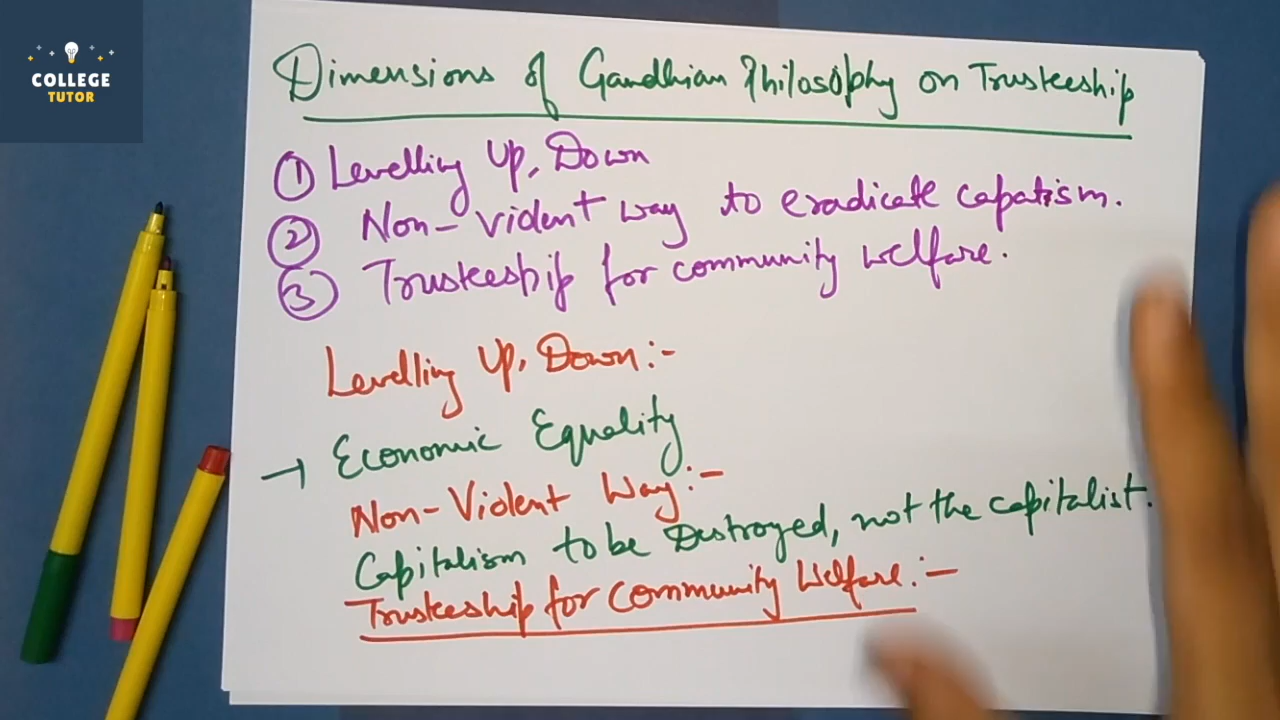 COLLEGE
TUTOR
Dimensions of Gandhian Philosophy on Trusteeship
① Levelling Up, Down
② Non-Violent way to eradicate capatism.
③ Trusteeship for community welfare.
Levelling Up, Down:-
→ Economic Equality
Non-Violent Way:-
Capitalism to be Destroyed, not the capitalist.
Trusteeship for Community Welfare:-